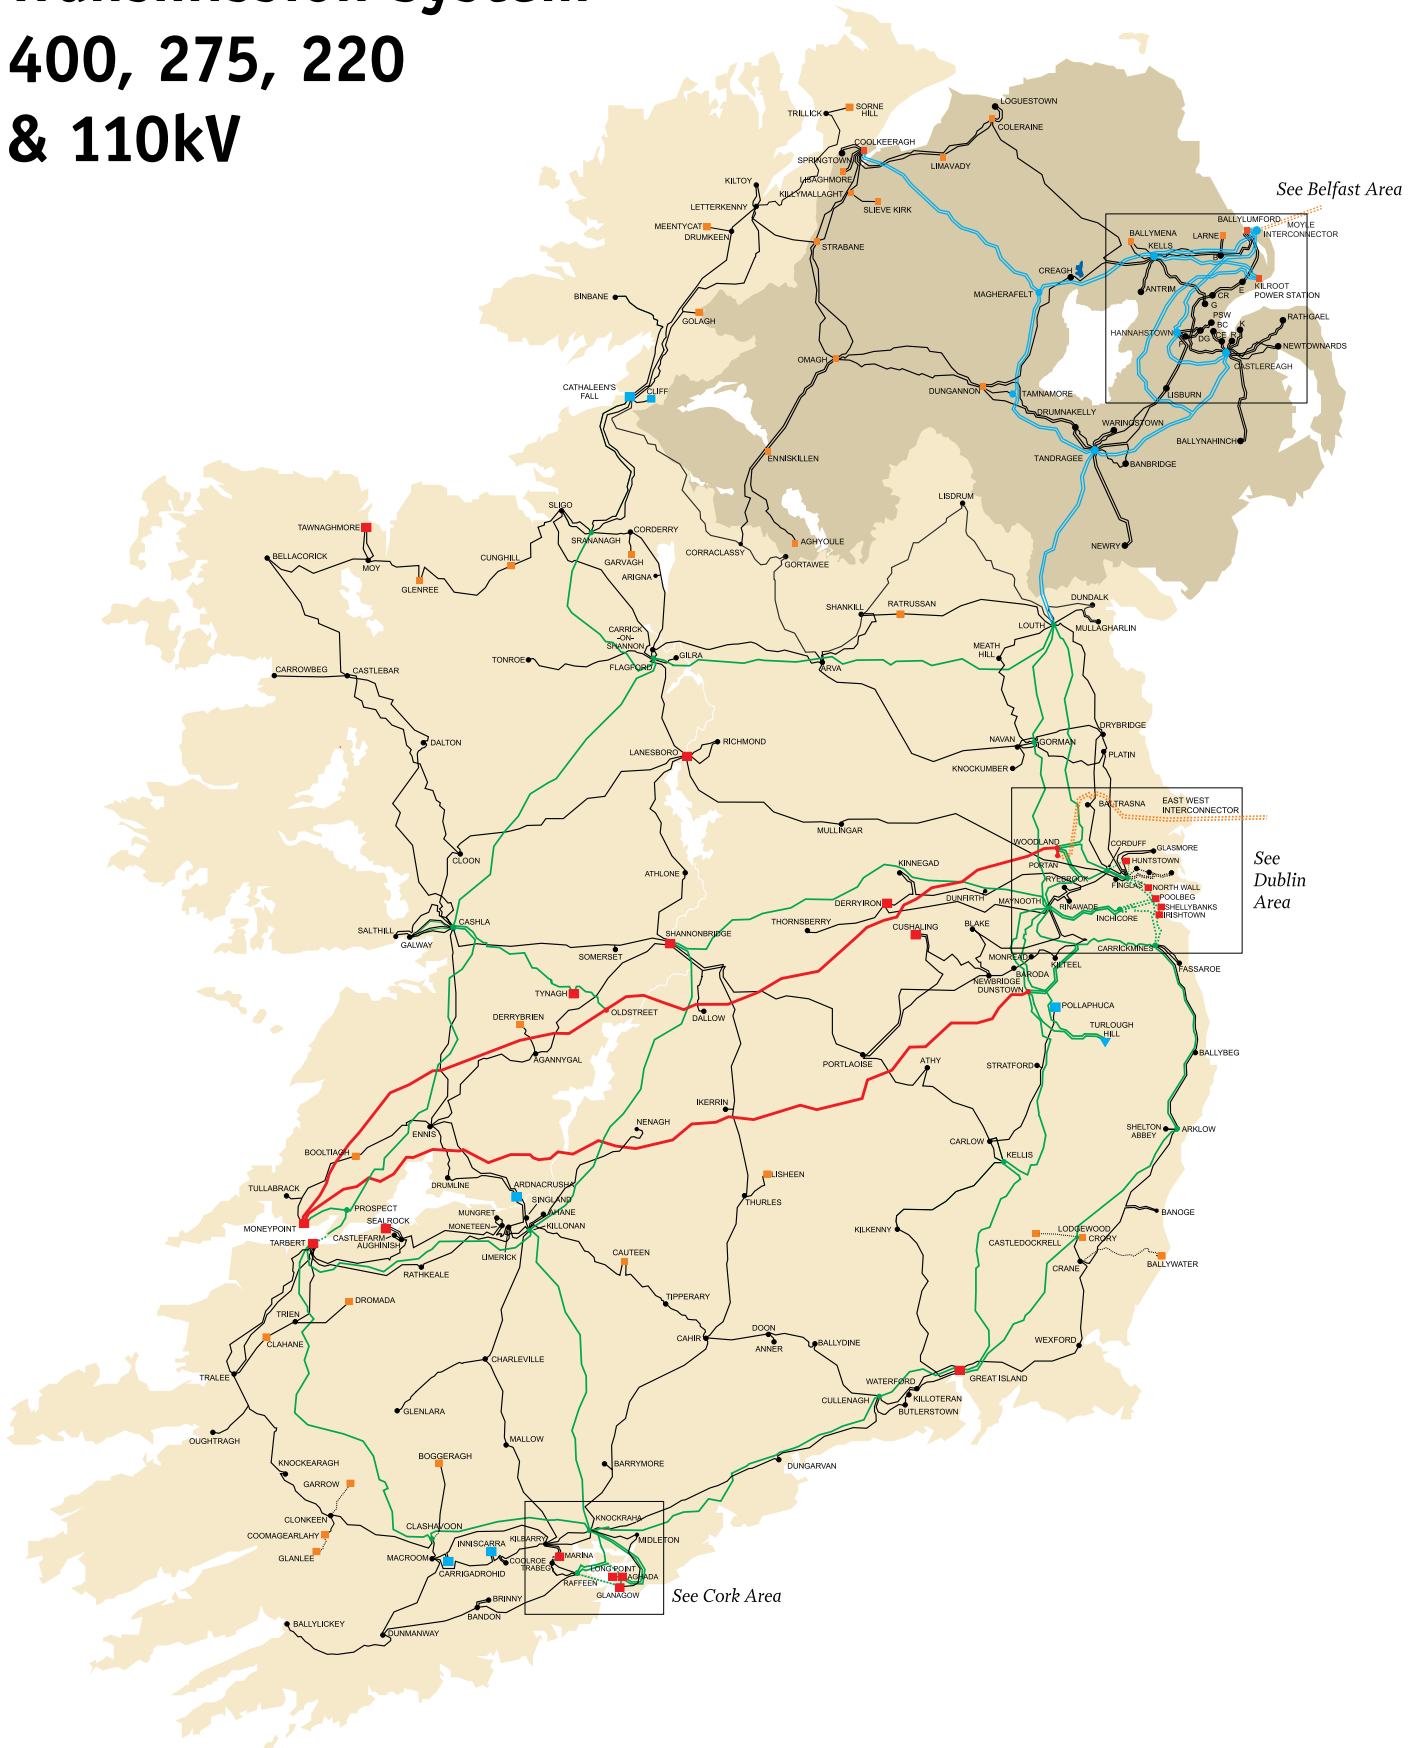 400, 275, 220
& 110kV
SORNE
HILL
TRILLICK
LOGUESTOWN
COLERAINE
COOLKEERAGH
SPRINGTOWN
LIMAVADY
LISAGHMORE
KILLYMALLAGHT
SLIEVE KIRK
KILTOY
LETTERKENNY
MEENTYCAT
DRUMKEEN
STRABANE
See Belfast Area
BALLYLUMFORD
MOYLE
INTERCONNECTOR
BALLYMENA
LARNE
KELLS
B
CREAGH
MAGHERAFELT
ANTRIM
E
KILROOT
POWER STATION
CR
G
BINBANE
GOLAGH
HANNAHSTOWN
PSW
BC
K
RATHGAEL
DG
CE
R
F
NEWTOWNARDS
CASTLEREAGH
OMAGH
CATHALEEN'S
FALL
CLIFF
DUNGANNON
TAMNAMORE
LISBURN
DRUMNAKELLY
WARINGSTOWN
BALLYNAHINCH
TANDRAGEE
BANBRIDGE
ENNISKILLEN
LISDRUM
SLIGO
TAWNAGHMORE
CORDERRY
SRANANAGH
AGHYOULE
NEWRY
BELLACORICK
MOY
CUNGHILL
GARVAGH
CORRACLASSY
GORTAWEE
GLENREE
ARIGNA
SHANKILL
RATRUSSAN
DUNDALK
LOUTH
MULLAGHARLIN
CARRICK
-ON-
SHANNON
MEATH
HILL
TONROE
GILRA
FLAGFORD
ARVA
CARROWBEG
CASTLEBAR
DALTON
RICHMOND
LANESBORO
NAVAN
GORMAN
DRYBRIDGE
PLATIN
KNOCKUMBER
BALTRASNA
EAST WEST
INTERCONNECTOR
MULLINGAR
WOODLAND
CORDUFF
GLASMORE
See
Dublin
Area
CLOON
ATHLONE
KINNEGAD
PORTAN
HUNTSTOWN
RYEBROOK
FINGLAS
NORTH WALL
DERRYIRON
DUNFIRTH
MAYNOOTH
RINAWADE
POOLBEG
SHELLYBANKS
IRISHTOWN
INCHICORE
CASHLA
SALTHILL
GALWAY
THORNSBERRY
CUSHALING
BLAKE
SHANNONBRIDGE
SOMERSET
CARRICKMINES
MONREAD
KILTEEL
FASSAROE
BARODA
NEWBRIDGE
DUNSTOWN
TYNAGH
OLDSTREET
DALLOW
POLLAPHUCA
DERRYBRIEN
TURLOUGH
HILL
AGANNYGAL
PORTLAOISE
ATHY
STRATFORD
BALLYBEG
IKERRIN
NENAGH
ENNIS
CARLOW
SHELTON
ABBEY
ARKLOW
BOOLTIAGH
KELLIS
DRUMLINE
ARDNACRUSHA
LISHEEN
TULLABRACK
SINGLAND
THURLES
PROSPECT
MUNGRET
AHANE
BANOGE
MONEYPOINT
SEALROCK
MONETEEN
KILLONAN
KILKENNY
LODGEWOOD
CASTLEFARM
AUGHINISH
CASTLEDOCKRELL
CRORY
TARBERT
LIMERICK
CAUTEEN
CRANE
BALLYWATER
RATHKEALE
DROMADA
TIPPERARY
TRIEN
CLAHANE
CAHIR
DOON
ANNER
BALLYDINE
WEXFORD
TRALEE
CHARLEVILLE
GREAT ISLAND
WATERFORD
CULLENAGH
KILLOTERAN
BUTLERSTOWN
GLENLARA
OUGHTRAGH
MALLOW
BOGGERAGH
BARRYMORE
DUNGARVAN
KNOCKEARAGH
GARROW
CLONKEEN
CLASHAVOON
KNOCKRAHA
COOMAGEARLAHY
KILBARRY
MIDLETON
INNISCARRA
GLANLEE
MACROOM
COOLROE
MARINA
TRABEG
CARRIGADROHID
LONG POINT
AGHADA
RAFFEEN
GLANAGOW
See Cork Area
BRINNY
BANDON
BALLYLICKEY
DUNMANWAY